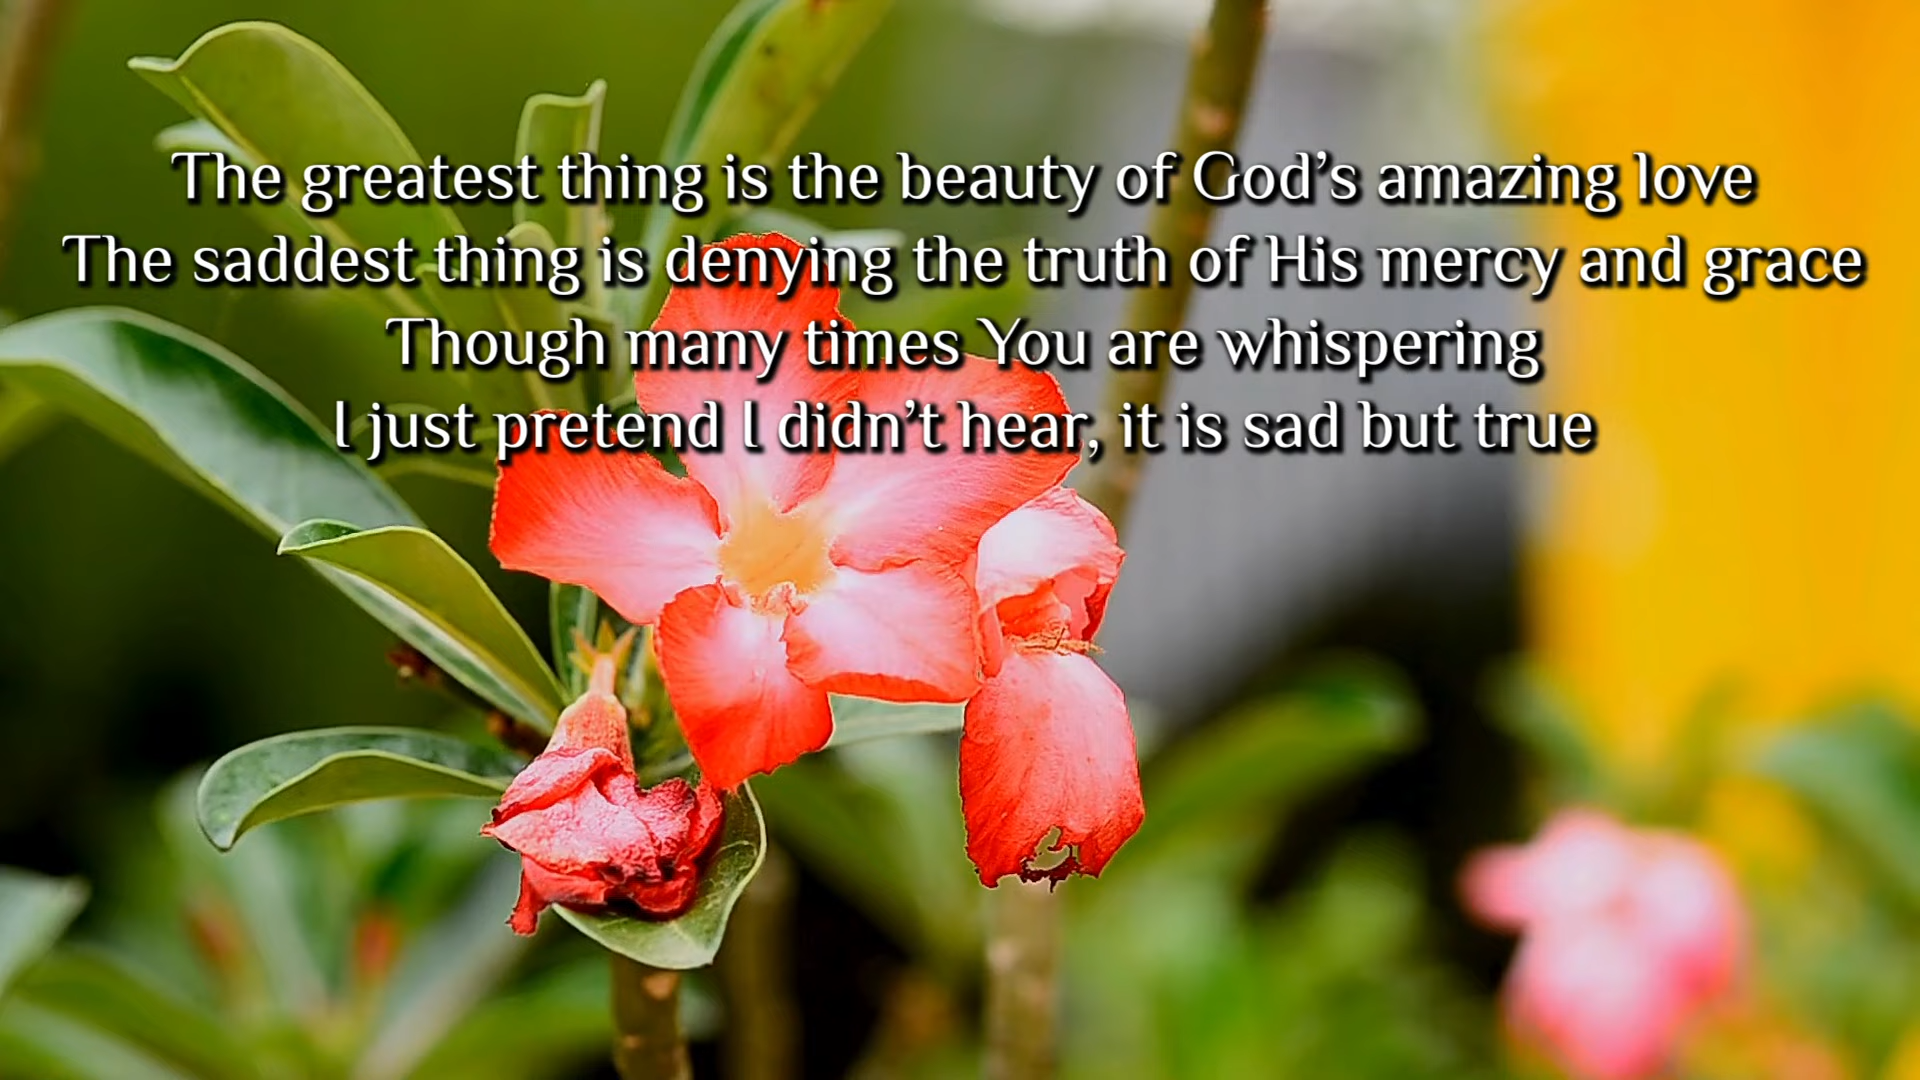 The greatest thing is the beauty of God’s amazing love
The saddest thing is denying the truth of His mercy and grace
Though many times You are whispering
I just pretend I didn’t hear, it is sad but true